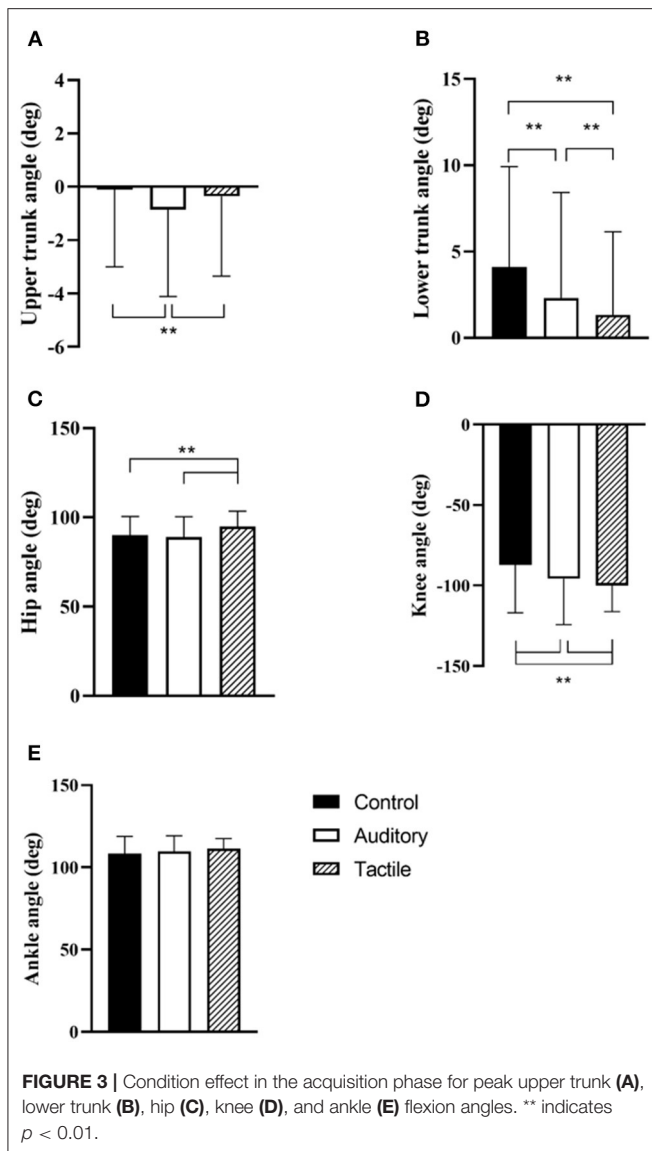 A
Upper trunk angle (deg)
4
2
0
-2
-4
-6
**
B
Lower trunk angle (deg)
15
10
5
0
**
**
**
C
Hip angle (deg)
150
100
50
0
**
D
Knee angle (deg)
0
-50
-100
-150
**
E
Ankle angle (deg)
150
100
50
0
Control
Auditory
Tactile
FIGURE 3 | Condition effect in the acquisition phase for peak upper trunk (A),
lower trunk (B), hip (C), knee (D), and ankle (E) flexion angles. ** indicates
p < 0.01.